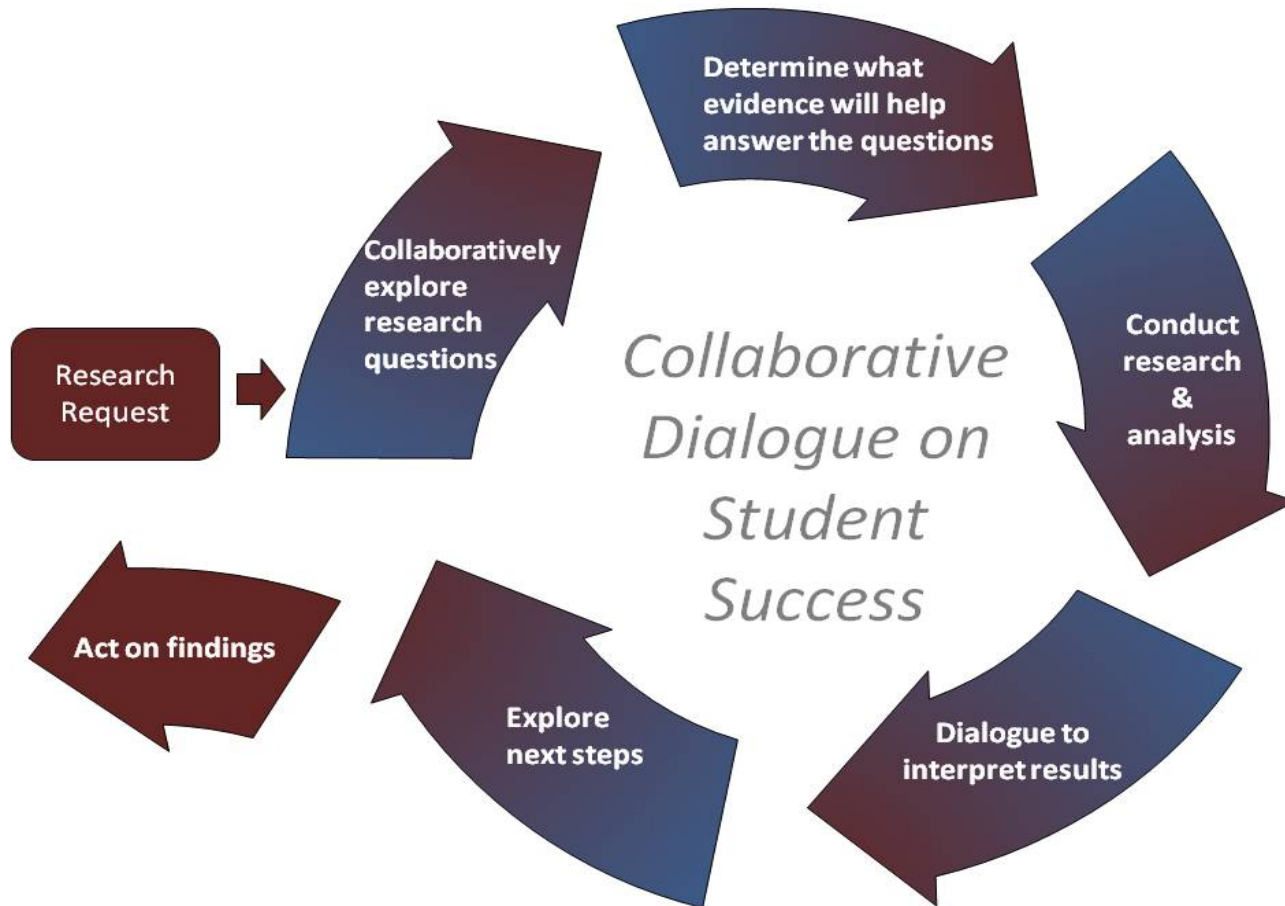 Research
Request
Collaboratively
explore
research
questions
Determine what
evidence will help
answer the questions
Conduct
research
&
analysis
Dialogue to
interpret results
Explore
next steps
Act on findings
Collaborative
Dialogue on
Student
Success